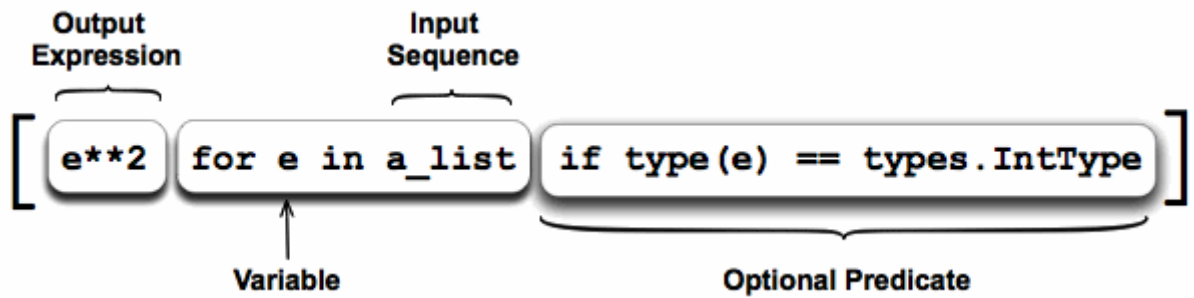 Output
Expression
Input
Sequence
[ e**2 for e in a_list if type(e) == types.IntType ]
Variable
Optional Predicate